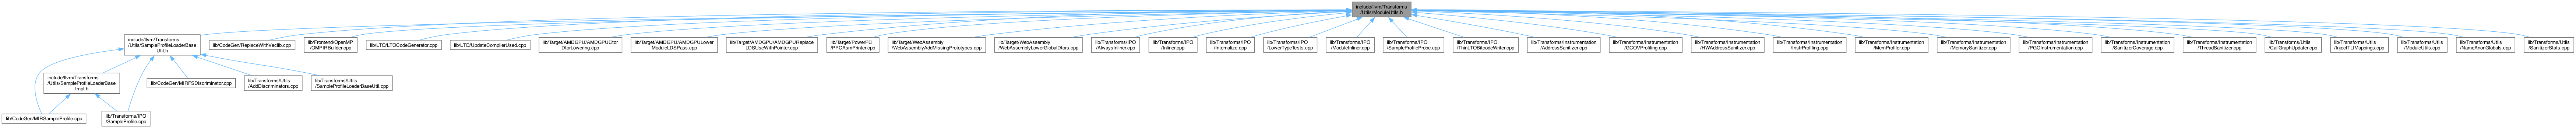 include/llvm/Transforms
/Utils/ModuleUtils.h
include/llvm/Transforms
/Utils/SampleProfileLoaderBase
Util.h
lib/CodeGen/ReplaceWithVeclib.cpp
lib/Frontend/OpenMP
/OMPIRBuilder.cpp
lib/LTO/LTOCodeGenerator.cpp
lib/LTO/UpdateCompilerUsed.cpp
lib/Target/AMDGPU/AMDGPUCtor
DtorLowering.cpp
lib/Target/AMDGPU/AMDGPULower
ModuleLDSPass.cpp
lib/Target/AMDGPU/AMDGPUReplace
LDSUseWithPointer.cpp
lib/Target/PowerPC
/PPCAsmPrinter.cpp
lib/Target/WebAssembly
/WebAssemblyAddMissingPrototypes.cpp
lib/Target/WebAssembly
/WebAssemblyLowerGlobalDtors.cpp
lib/Transforms/IPO
/AlwaysInliner.cpp
lib/Transforms/IPO
/Inliner.cpp
lib/Transforms/IPO
/Internalize.cpp
lib/Transforms/IPO
/LowerTypeTests.cpp
lib/Transforms/IPO
/ModuleInliner.cpp
lib/Transforms/IPO
/SampleProfileProbe.cpp
lib/Transforms/IPO
/ThinLTOBitcodeWriter.cpp
lib/Transforms/Instrumentation
/AddressSanitizer.cpp
lib/Transforms/Instrumentation
/GCOVProfiling.cpp
lib/Transforms/Instrumentation
/HWAddressSanitizer.cpp
lib/Transforms/Instrumentation
/InstrProfiling.cpp
lib/Transforms/Instrumentation
/MemProfiler.cpp
lib/Transforms/Instrumentation
/MemorySanitizer.cpp
lib/Transforms/Instrumentation
/PGOInstrumentation.cpp
lib/Transforms/Instrumentation
/SanitizerCoverage.cpp
lib/Transforms/Instrumentation
/ThreadSanitizer.cpp
lib/Transforms/Utils
/CallGraphUpdater.cpp
lib/Transforms/Utils
/InjectTLIMappings.cpp
lib/Transforms/Utils
/ModuleUtils.cpp
lib/Transforms/Utils
/NameAnonGlobals.cpp
lib/Transforms/Utils
/SanitizerStats.cpp
include/llvm/Transforms
/Utils/SampleProfileLoaderBase
Impl.h
lib/CodeGen/MIRFSDiscriminator.cpp
lib/Transforms/Utils
/AddDiscriminators.cpp
lib/Transforms/Utils
/SampleProfileLoaderBaseUtil.cpp
lib/CodeGen/MIRSampleProfile.cpp
lib/Transforms/IPO
/SampleProfile.cpp